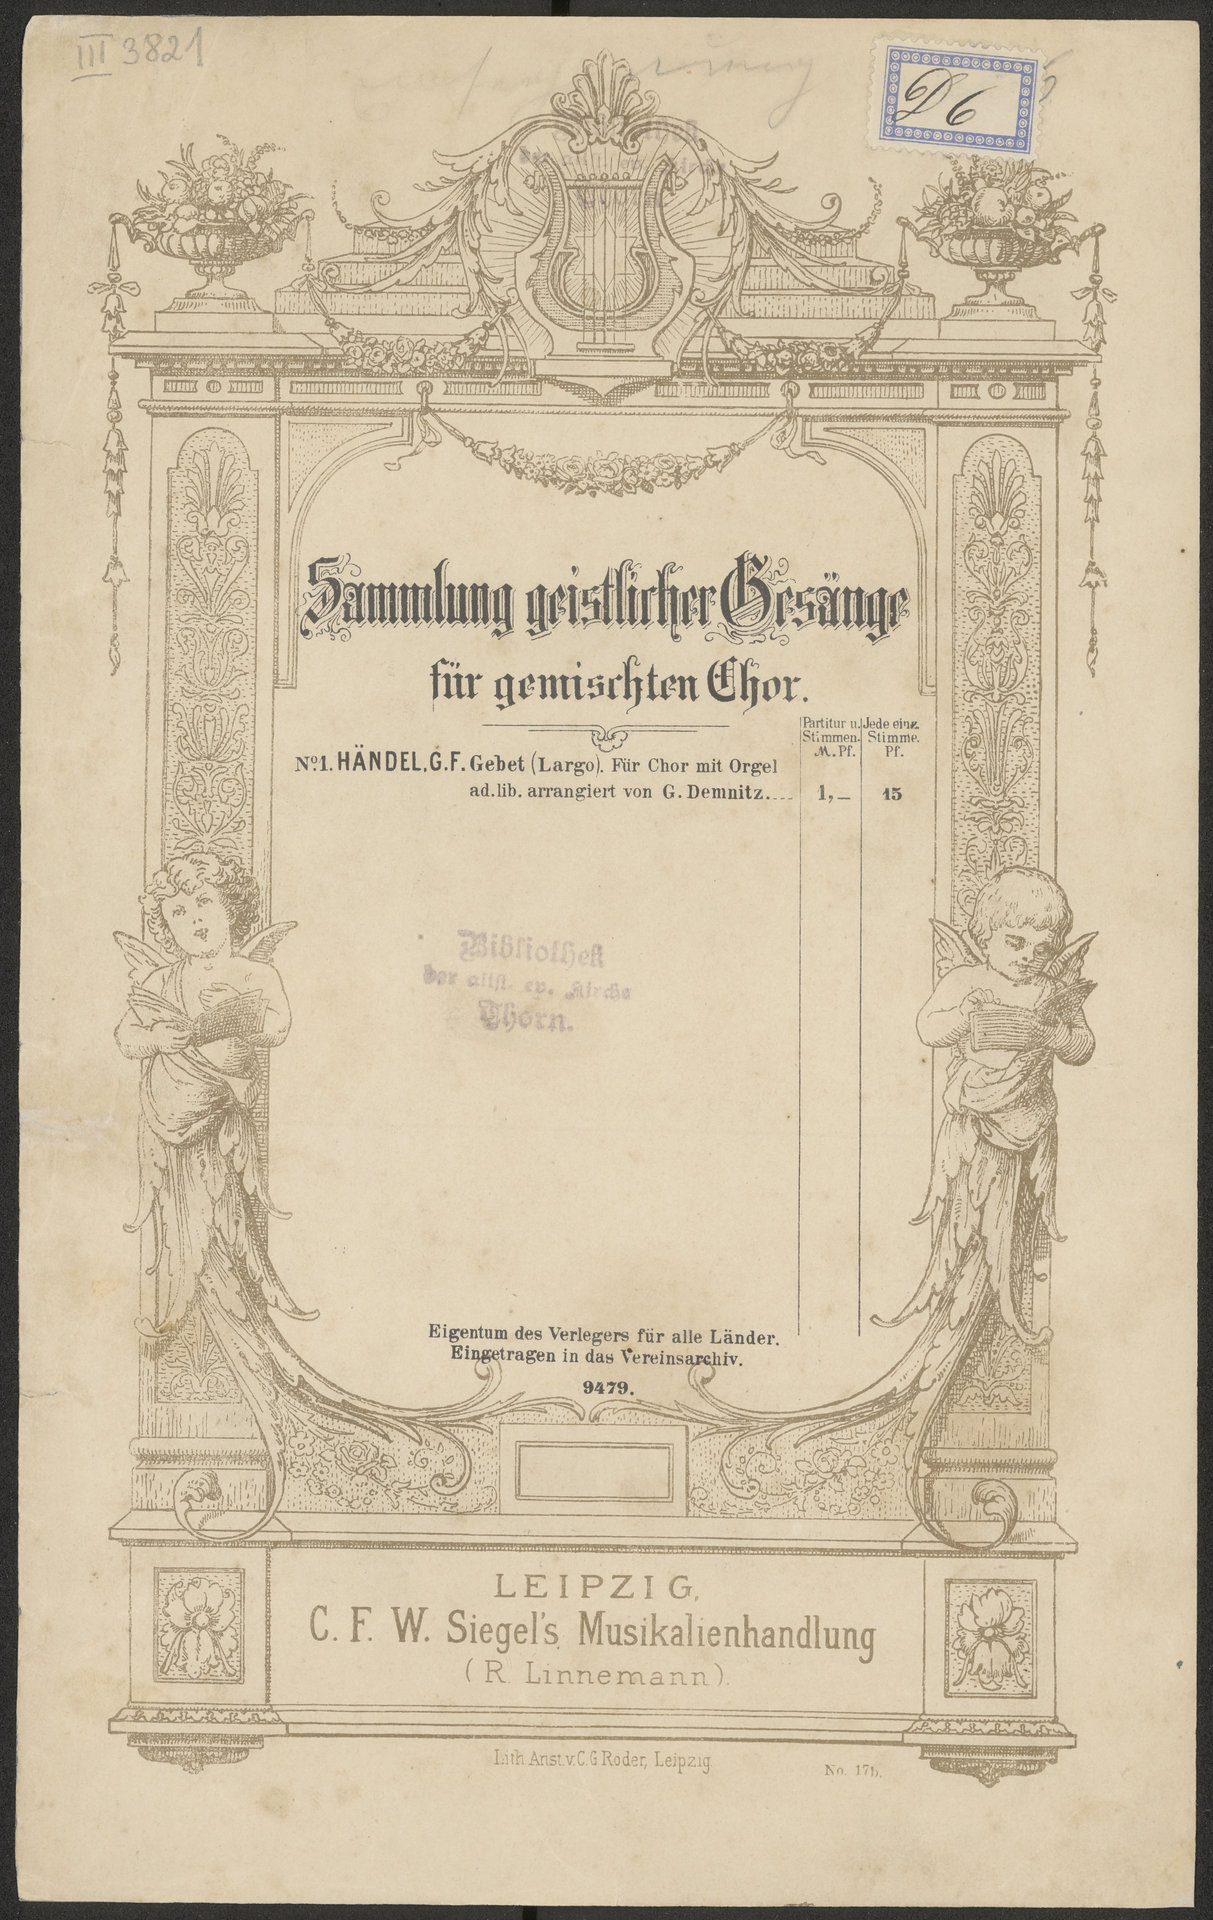 III 3821
D 6
Sammlung geistlicher Gesänge
für gemischten Chor.
Partitur u. Stimmen. M. Pf.
Jede einz. Stimme. Pf.
No. 1. HÄNDEL, G. F. Gebet (Largo). Für Chor mit Orgel
ad. lib. arrangiert von G. Demnitz.... 1,— 15
Bibliothek
der altst. ev. Kirche
Thorn.
Eigentum des Verlegers für alle Länder.
Eingetragen in das Vereinsarchiv.
9479.
LEIPZIG,
C. F. W. Siegel's Musikalienhandlung
(R. Linnemann).
Lith. Anst. v. C. G. Röder, Leipzig
No. 17b.